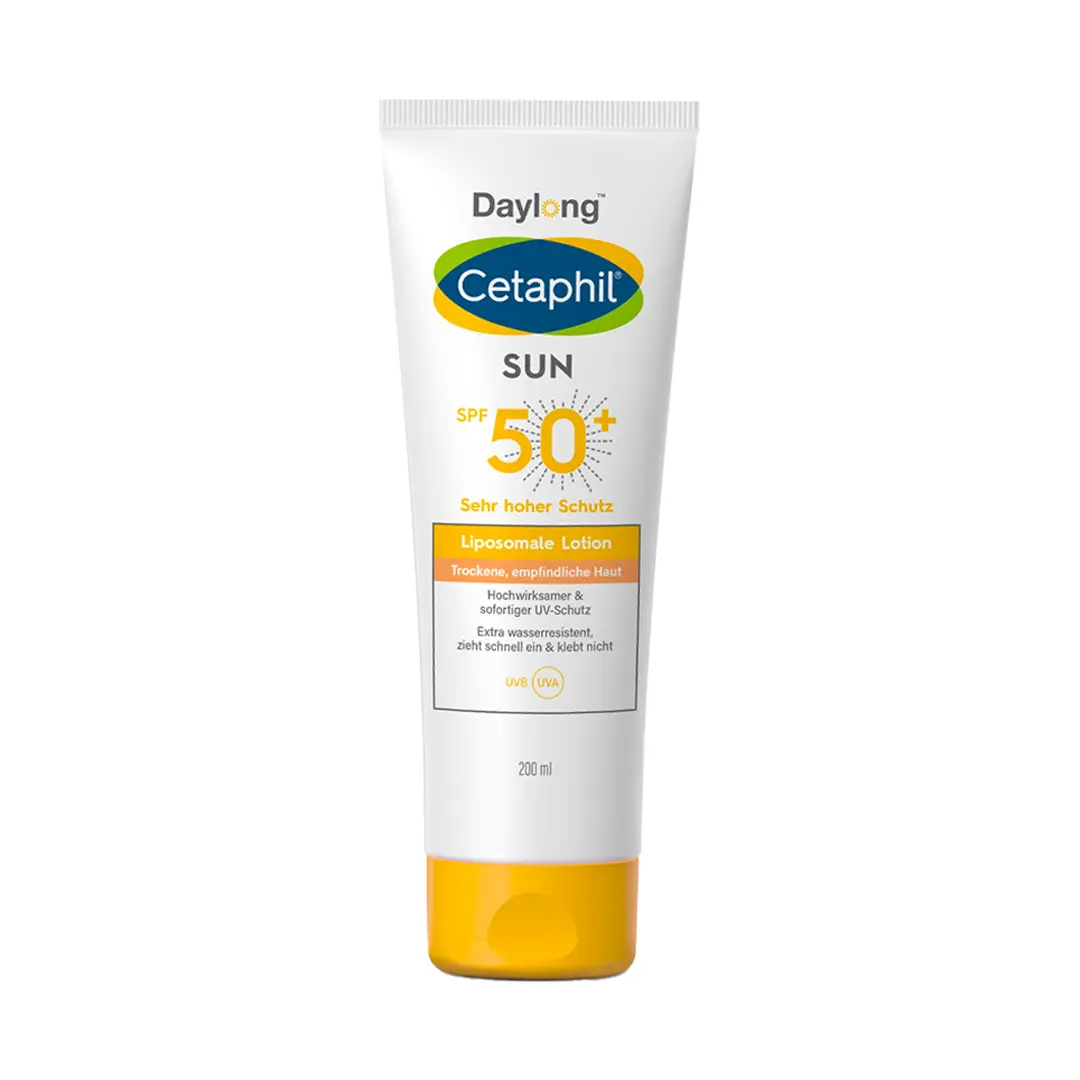 Daylong™
Cetaphil®
SUN
SPF 50+
Sehr hoher Schutz
Liposomale Lotion
Trockene, empfindliche Haut
Hochwirksamer &
sofortiger UV-Schutz
Extra wasserresistent,
zieht schnell ein & klebt nicht
UVB UVA
200 ml